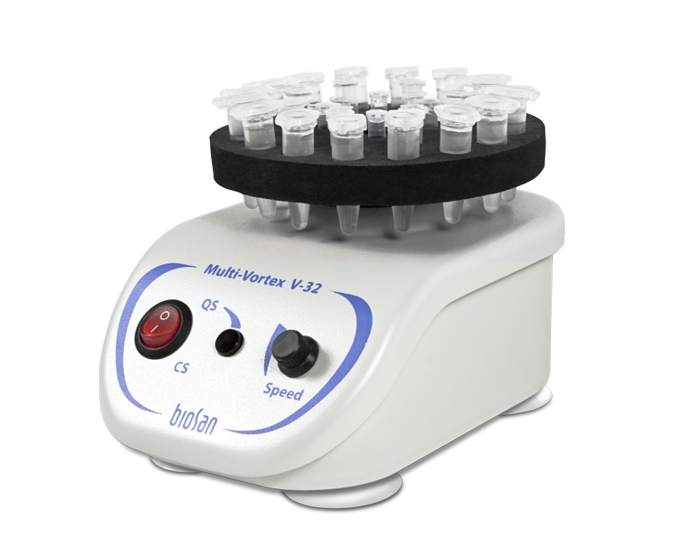 Multi-Vortex V-32
QS
O
I
CS
Speed
bioSan